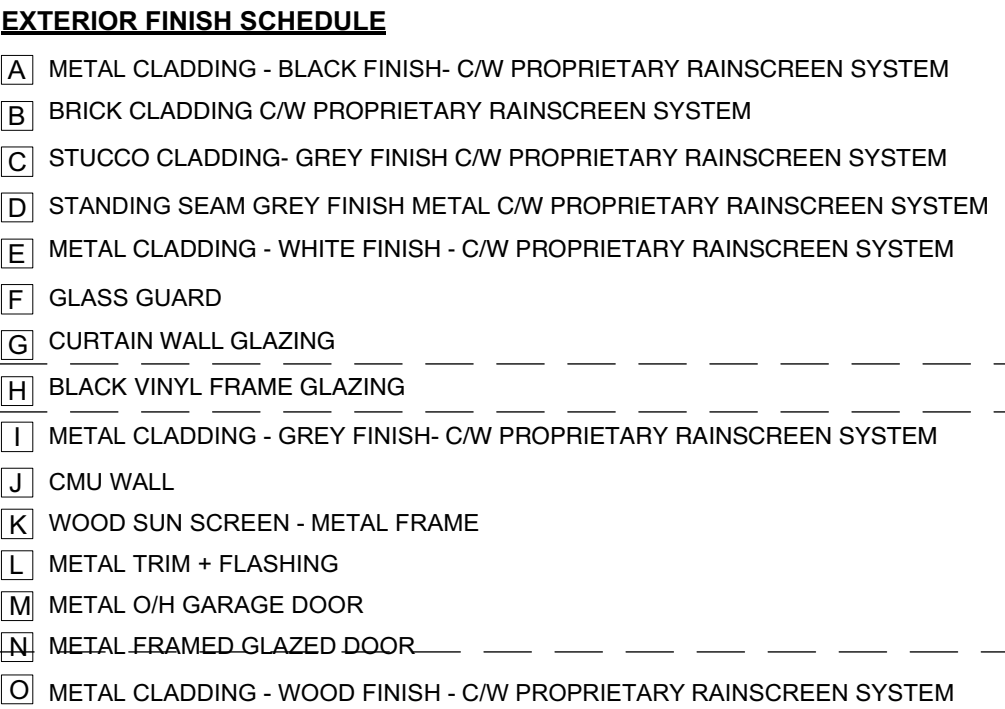 EXTERIOR FINISH SCHEDULE
A METAL CLADDING - BLACK FINISH- C/W PROPRIETARY RAINSCREEN SYSTEM
B BRICK CLADDING C/W PROPRIETARY RAINSCREEN SYSTEM
C STUCCO CLADDING- GREY FINISH C/W PROPRIETARY RAINSCREEN SYSTEM
D STANDING SEAM GREY FINISH METAL C/W PROPRIETARY RAINSCREEN SYSTEM
E METAL CLADDING - WHITE FINISH - C/W PROPRIETARY RAINSCREEN SYSTEM
F GLASS GUARD
G CURTAIN WALL GLAZING
H BLACK VINYL FRAME GLAZING
I METAL CLADDING - GREY FINISH- C/W PROPRIETARY RAINSCREEN SYSTEM
J CMU WALL
K WOOD SUN SCREEN - METAL FRAME
L METAL TRIM + FLASHING
M METAL O/H GARAGE DOOR
N METAL FRAMED GLAZED DOOR
O METAL CLADDING - WOOD FINISH - C/W PROPRIETARY RAINSCREEN SYSTEM